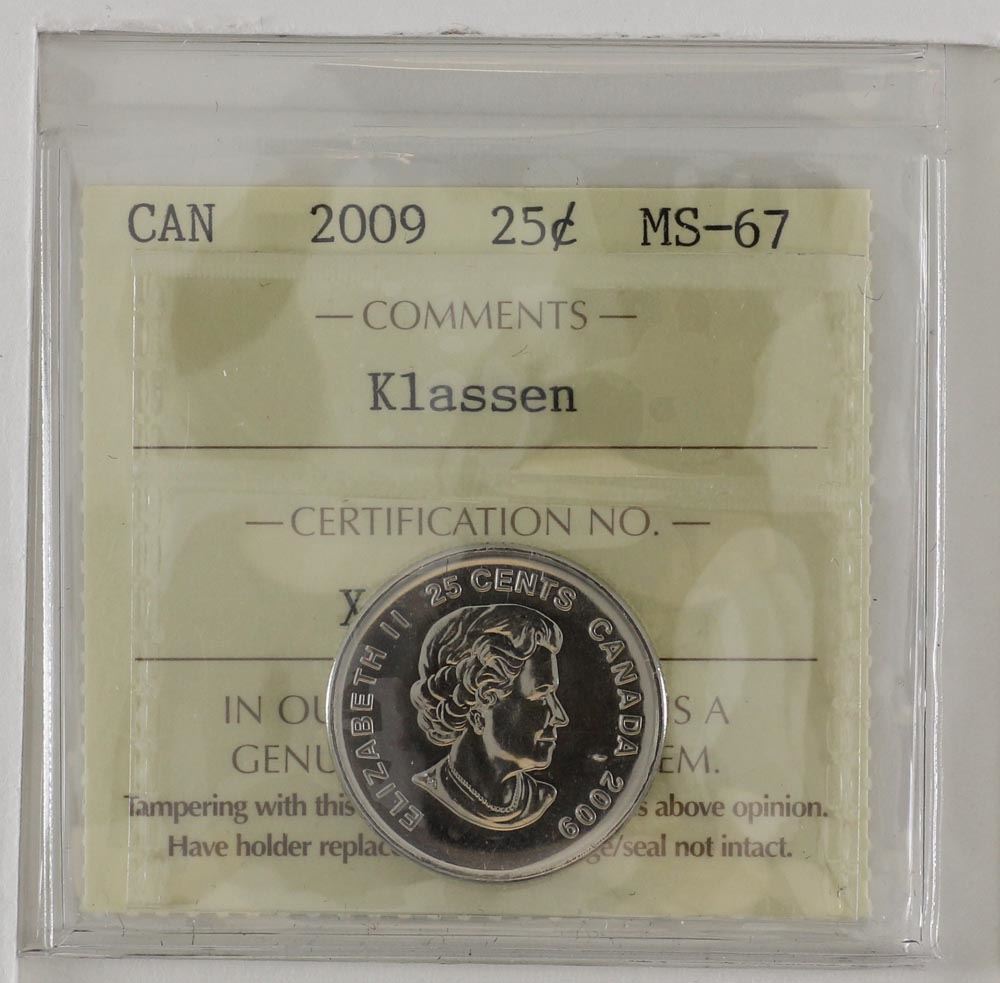 CAN 2009 25¢ MS-67
— COMMENTS —
Klassen
— CERTIFICATION NO. —
X
IN OU S A
GENU EM.
Tampering with this s above opinion.
Have holder replac ge/seal not intact.
ELIZABETH II 25 CENTS CANADA 2009